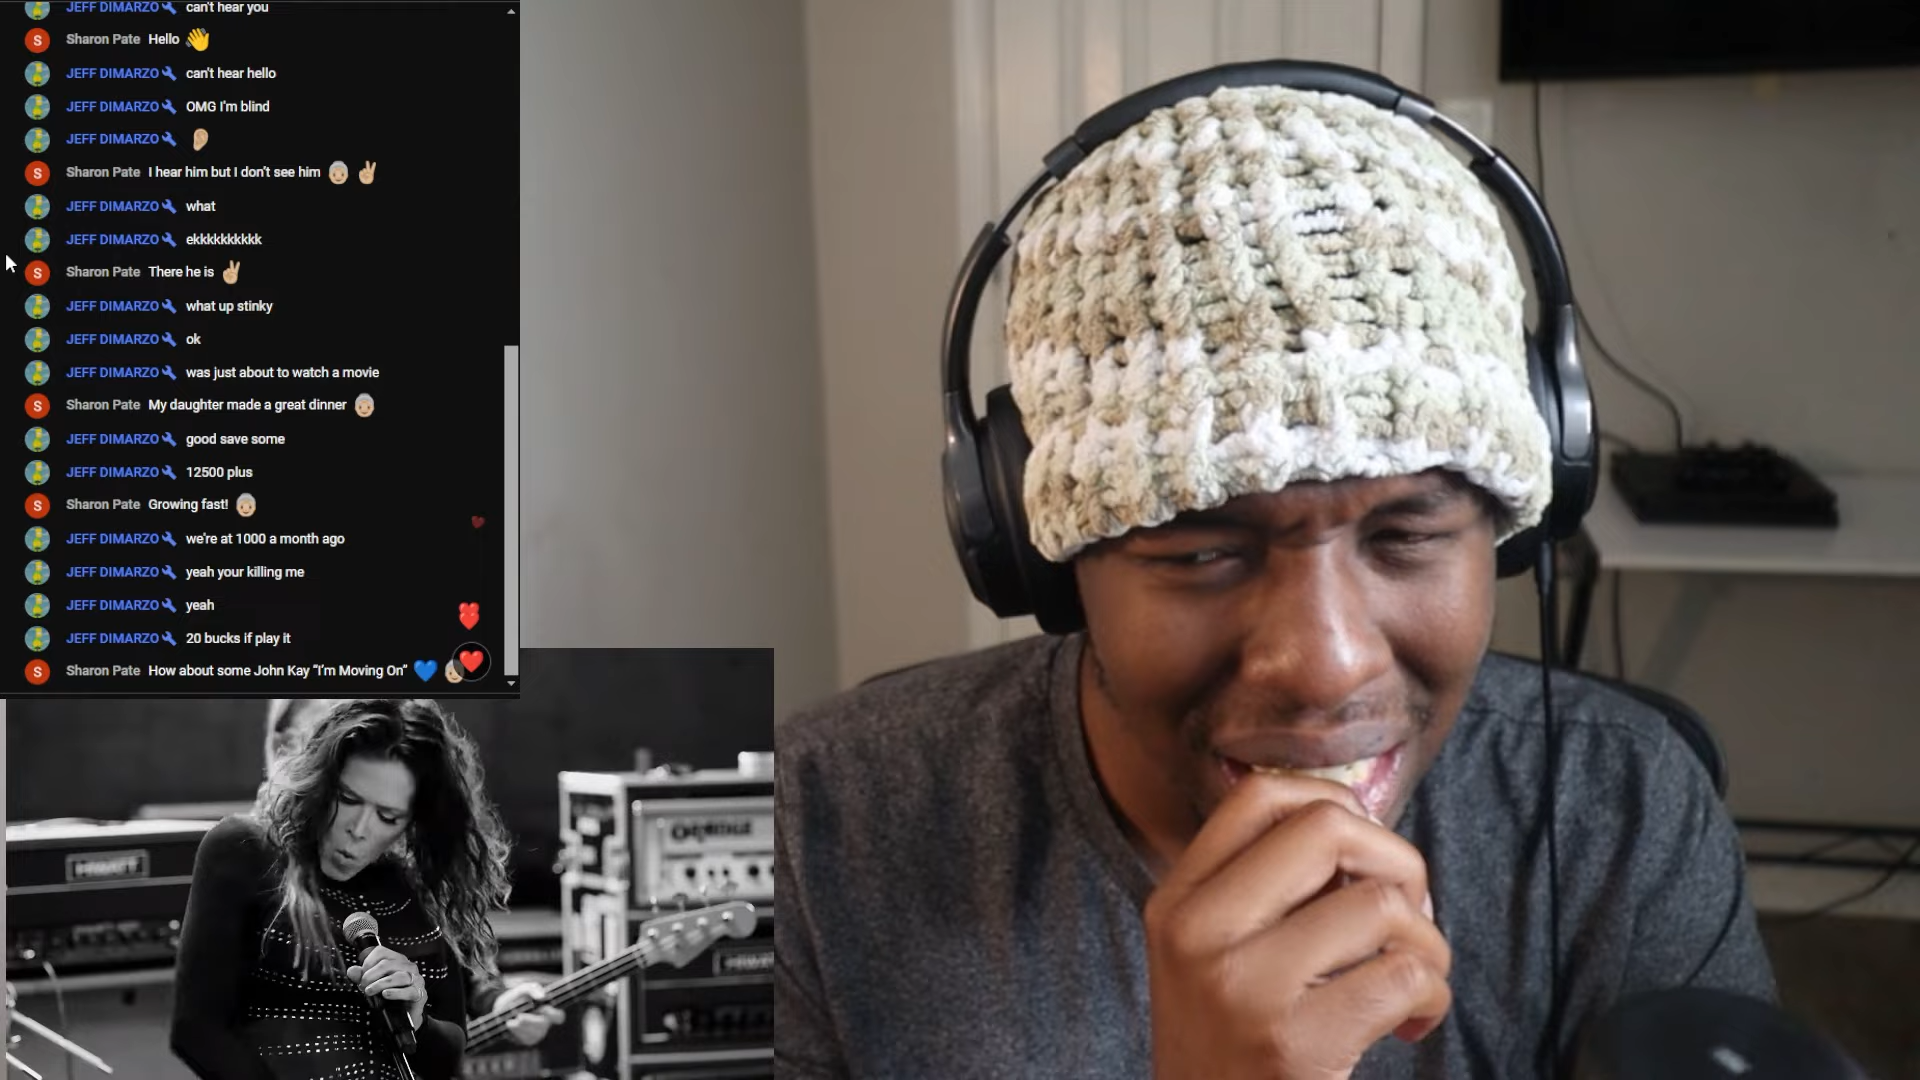 JEFF DIMARZO can't hear you
Sharon Pate Hello 👋
JEFF DIMARZO can't hear hello
JEFF DIMARZO OMG I'm blind
JEFF DIMARZO 👂🏼
Sharon Pate I hear him but I don't see him 👵🏼 ✌🏼
JEFF DIMARZO what
JEFF DIMARZO ekkkkkkkkkk
Sharon Pate There he is ✌🏼
JEFF DIMARZO what up stinky
JEFF DIMARZO ok
JEFF DIMARZO was just about to watch a movie
Sharon Pate My daughter made a great dinner 👵🏼
JEFF DIMARZO good save some
JEFF DIMARZO 12500 plus
Sharon Pate Growing fast! 👵🏼
JEFF DIMARZO we're at 1000 a month ago
JEFF DIMARZO yeah your killing me
JEFF DIMARZO yeah
JEFF DIMARZO 20 bucks if play it
Sharon Pate How about some John Kay “I’m Moving On” 💙
HIWATT
ORANGE
HIWATT